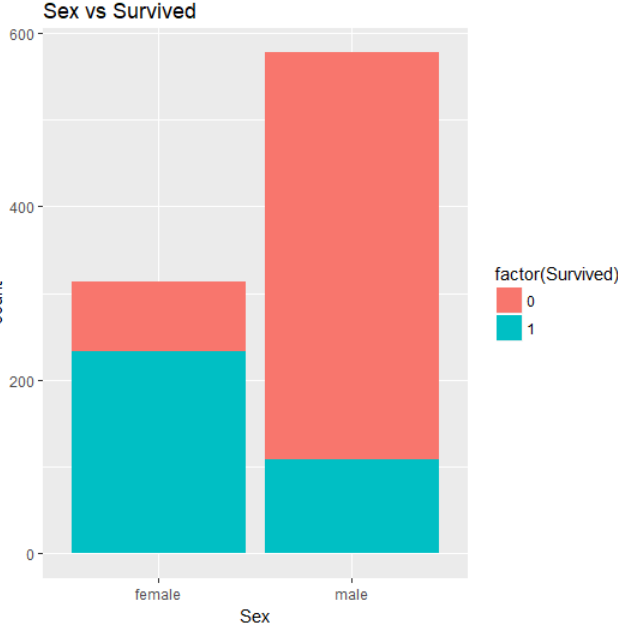 Sex vs Survived
600
400
200
0
female male
Sex
factor(Survived)
0
1